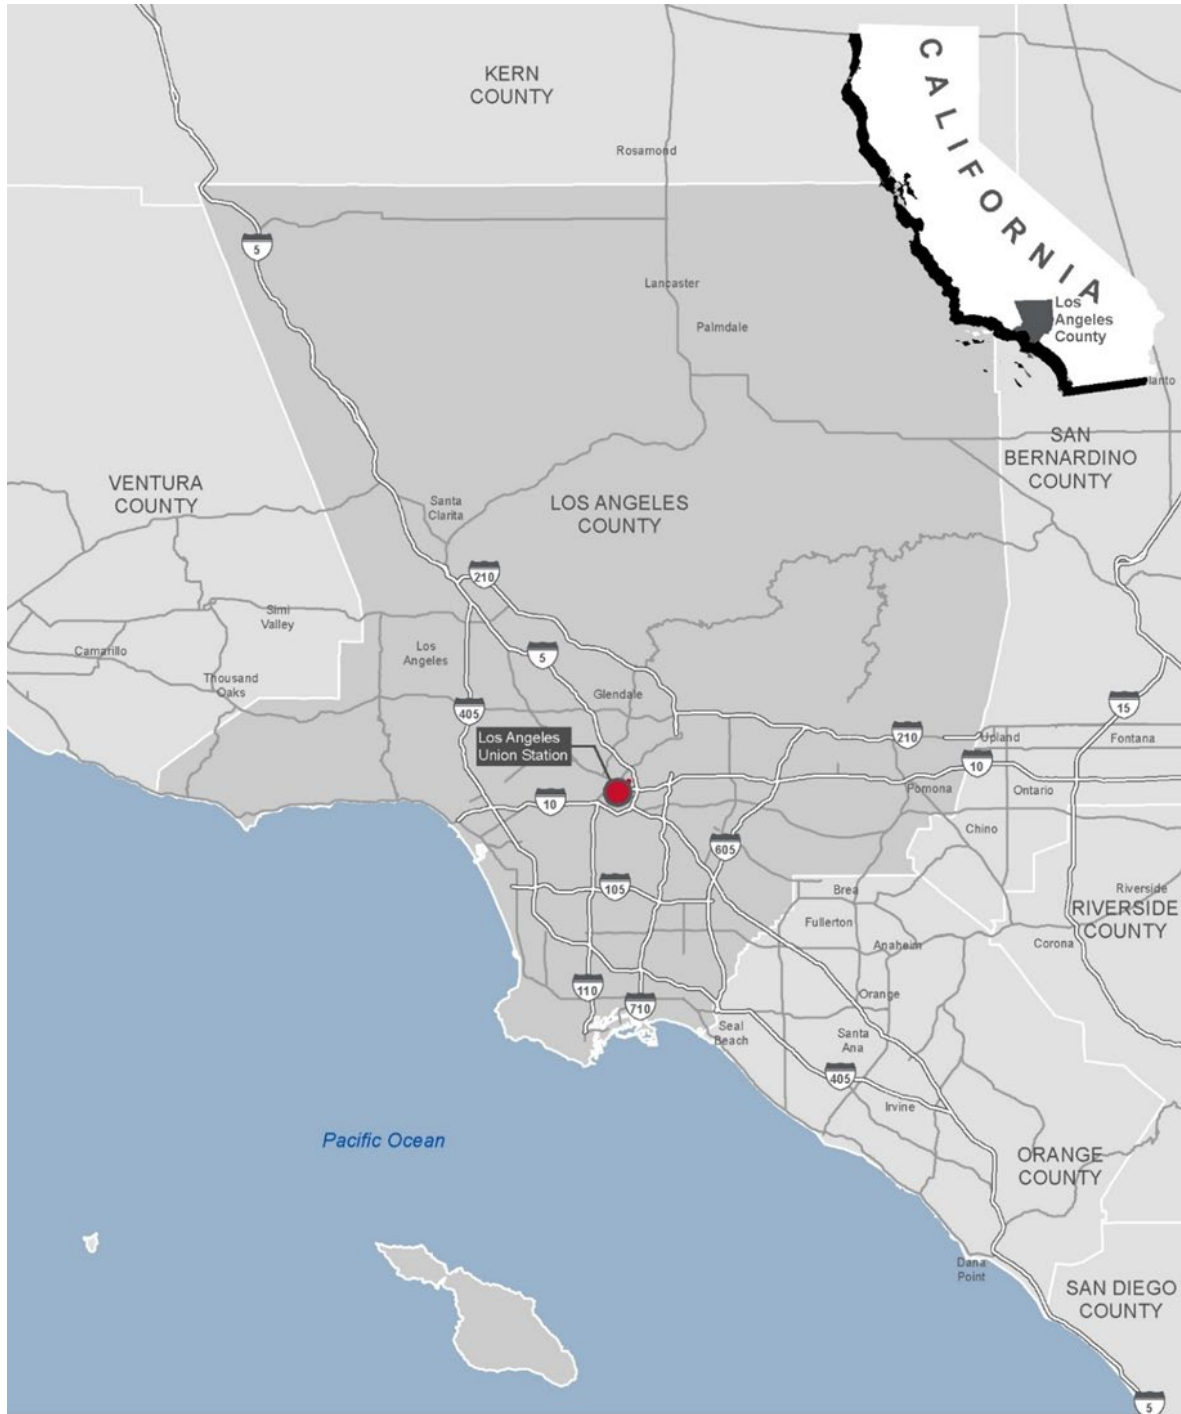 KERN
COUNTY
CALIFORNIA
Rosamond
5
Lancaster
Palmdale
Los
Angeles
County
SAN
BERNARDINO
COUNTY
VENTURA
COUNTY
Santa
Clarita
LOS ANGELES
COUNTY
210
Simi
Valley
Camarillo
Los
Angeles
5
Thousand
Oaks
Glendale
405
15
Los Angeles
Union Station
210
Upland
Fontana
10
10
Pomona
Ontario
Chino
605
105
Brea
Riverside
RIVERSIDE
COUNTY
Fullerton
Anaheim
Corona
110
710
Orange
Seal
Beach
Santa
Ana
405
Irvine
Pacific Ocean
ORANGE
COUNTY
Dana
Point
SAN DIEGO
COUNTY
5